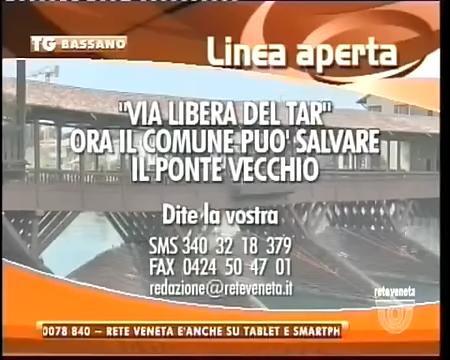 TG BASSANO
Linea aperta
"VIA LIBERA DEL TAR"
ORA IL COMUNE PUO' SALVARE
IL PONTE VECCHIO
Dite la vostra
SMS 340 32 18 379
FAX 0424 50 47 01
redazione@reteveneta.it
reteveneta
0078 840 – RETE VENETA E'ANCHE SU TABLET E SMARTPH